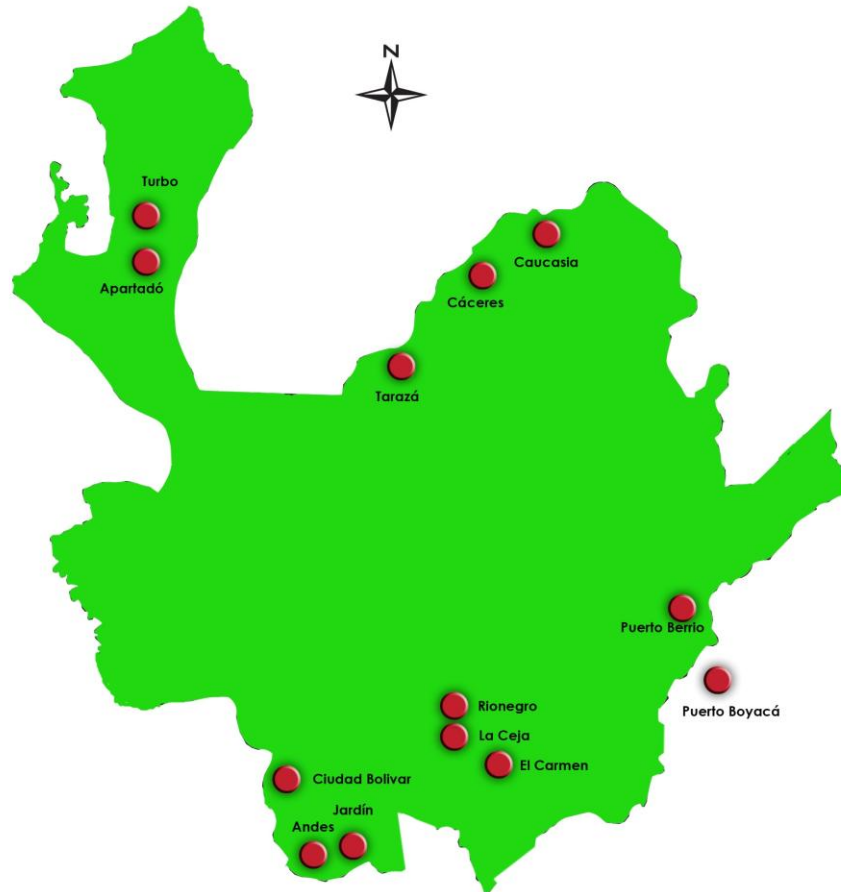 N
Turbo
Apartadó
Caucasia
Cáceres
Tarazá
Puerto Berrio
Puerto Boyacá
Rionegro
La Ceja
El Carmen
Ciudad Bolivar
Jardín
Andes